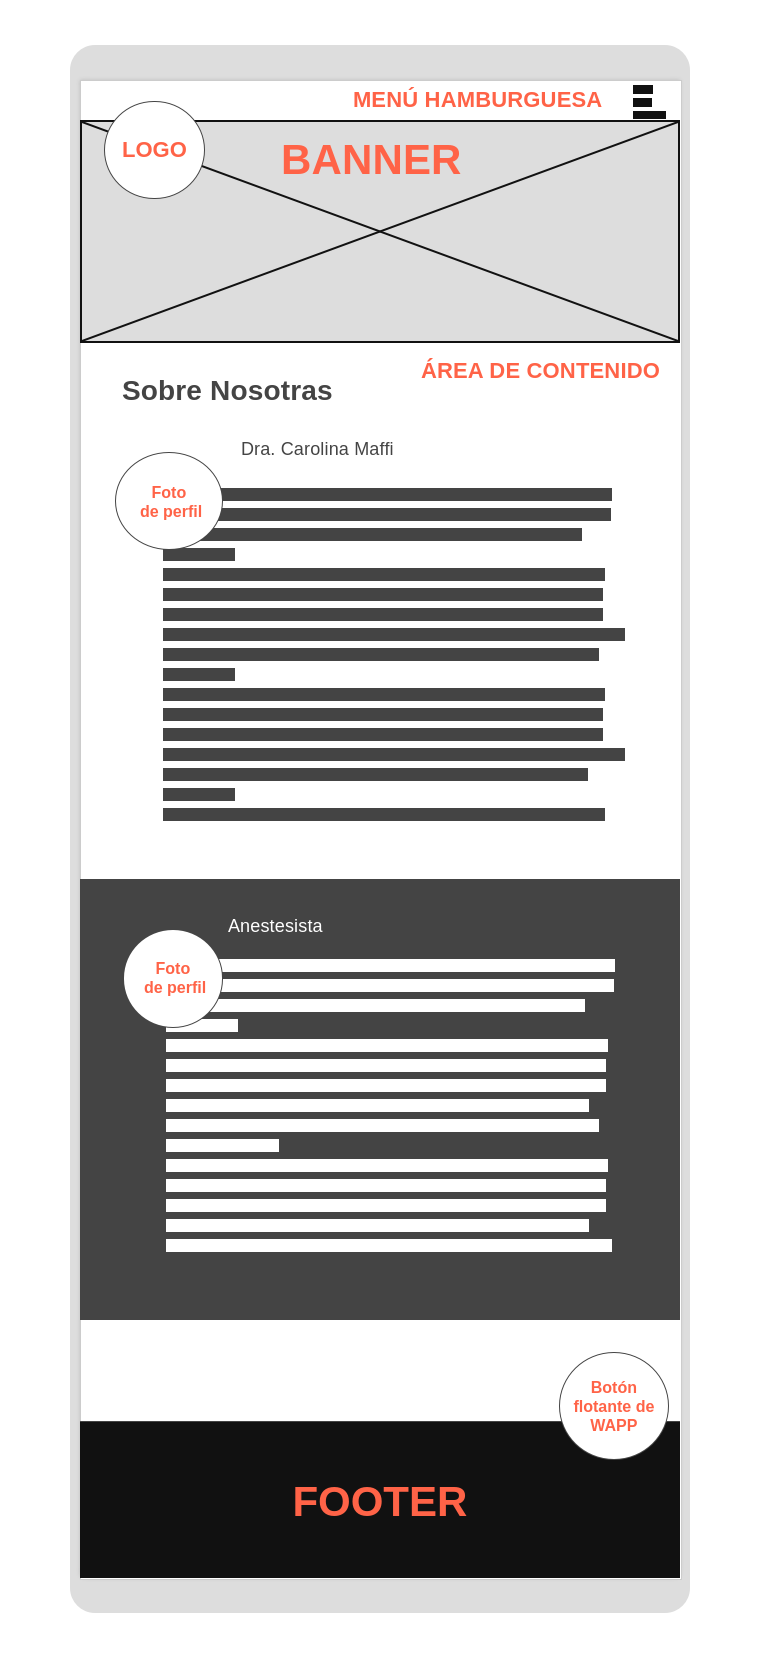 MENÚ HAMBURGUESA
LOGO
BANNER
ÁREA DE CONTENIDO
Sobre Nosotras
Dra. Carolina Maffi
Foto
de perfil
Anestesista
Foto
de perfil
Botón
flotante de
WAPP
FOOTER